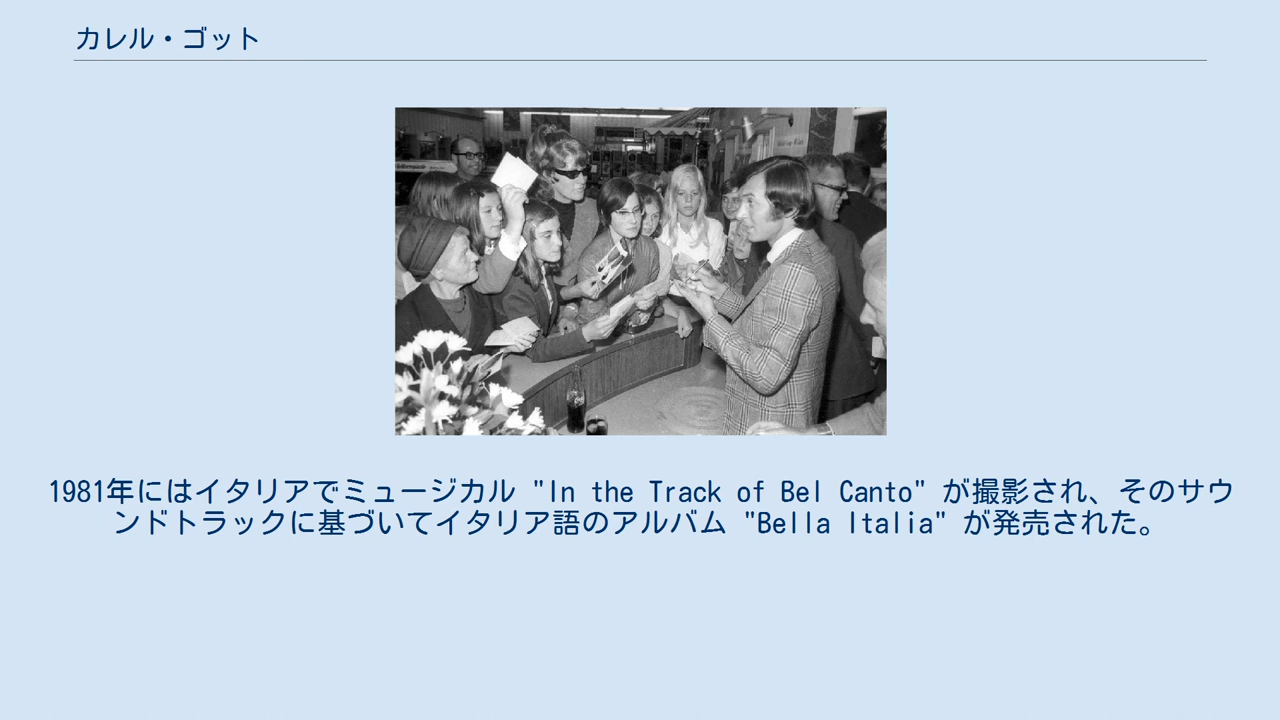 カレル・ゴット
1981年にはイタリアでミュージカル "In the Track of Bel Canto" が撮影され、そのサウ
ンドトラックに基づいてイタリア語のアルバム "Bella Italia" が発売された。